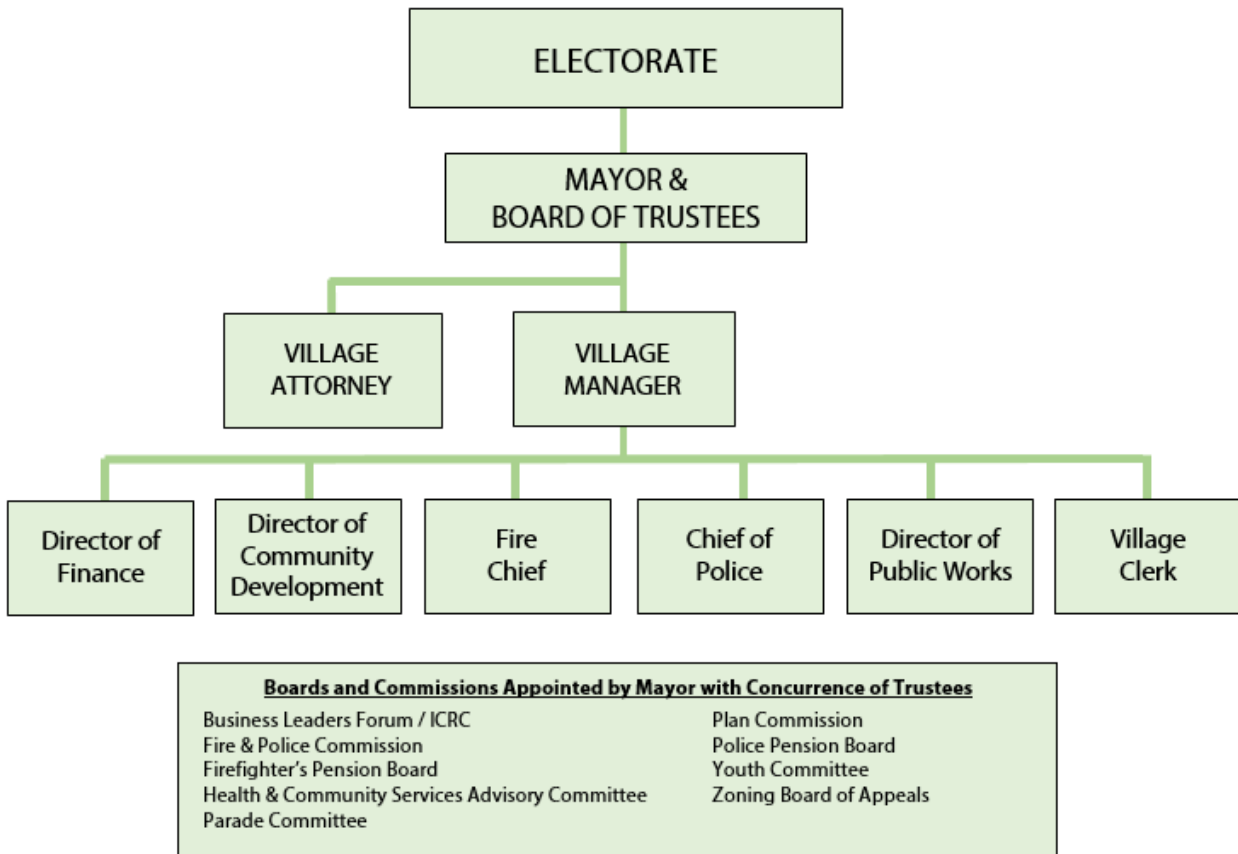 ELECTORATE
MAYOR &
BOARD OF TRUSTEES
VILLAGE
ATTORNEY
VILLAGE
MANAGER
Director of
Finance
Director of
Community
Development
Fire
Chief
Chief of
Police
Director of
Public Works
Village
Clerk
Boards and Commissions Appointed by Mayor with Concurrence of Trustees
Business Leaders Forum / ICRC
Fire & Police Commission
Firefighter's Pension Board
Health & Community Services Advisory Committee
Parade Committee
Plan Commission
Police Pension Board
Youth Committee
Zoning Board of Appeals